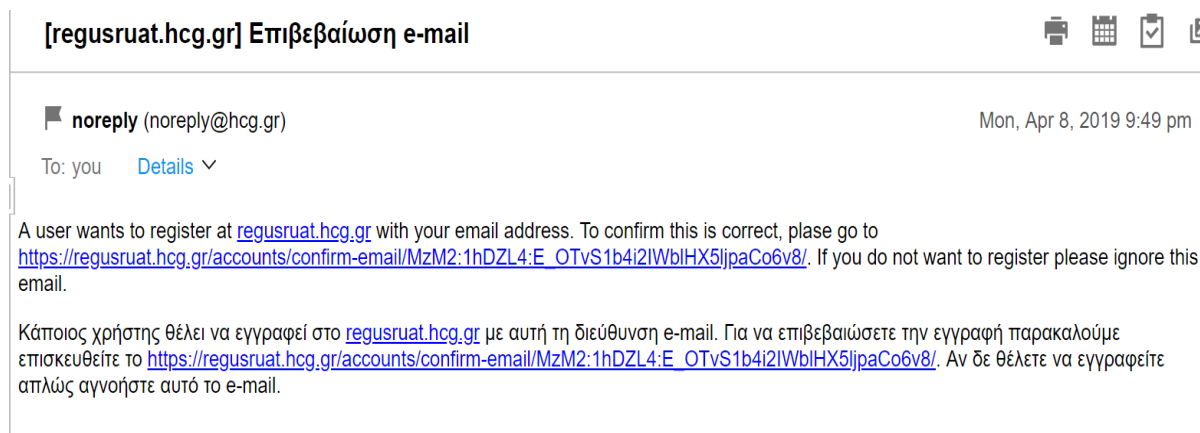 [regusruat.hcg.gr] Επιβεβαίωση e-mail
noreply (noreply@hcg.gr)
Mon, Apr 8, 2019 9:49 pm
To: you Details
A user wants to register at regusruat.hcg.gr with your email address. To confirm this is correct, plase go to
https://regusruat.hcg.gr/accounts/confirm-email/MzM2:1hDZL4:E_OTvS1b4i2IWblHX5ljpaCo6v8/. If you do not want to register please ignore this
email.
Κάποιος χρήστης θέλει να εγγραφεί στο regusruat.hcg.gr με αυτή τη διεύθυνση e-mail. Για να επιβεβαιώσετε την εγγραφή παρακαλούμε
επισκευθείτε το https://regusruat.hcg.gr/accounts/confirm-email/MzM2:1hDZL4:E_OTvS1b4i2IWblHX5ljpaCo6v8/. Αν δε θέλετε να εγγραφείτε
απλώς αγνοήστε αυτό το e-mail.